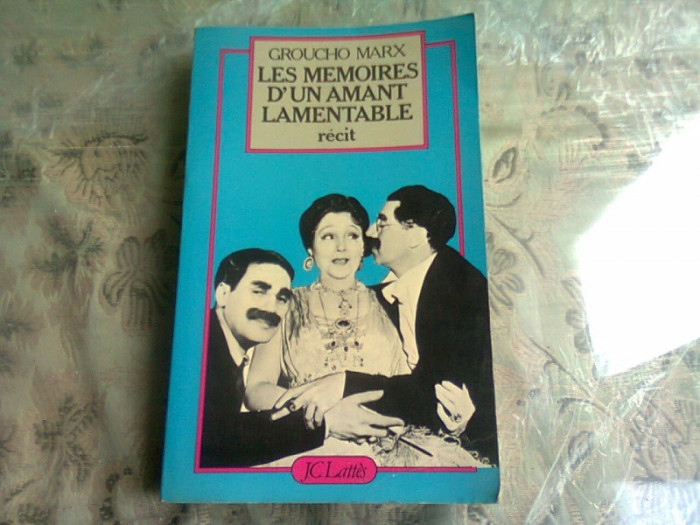 GROUCHO MARX
LES MEMOIRES
D'UN AMANT
LAMENTABLE
récit
JC Lattès